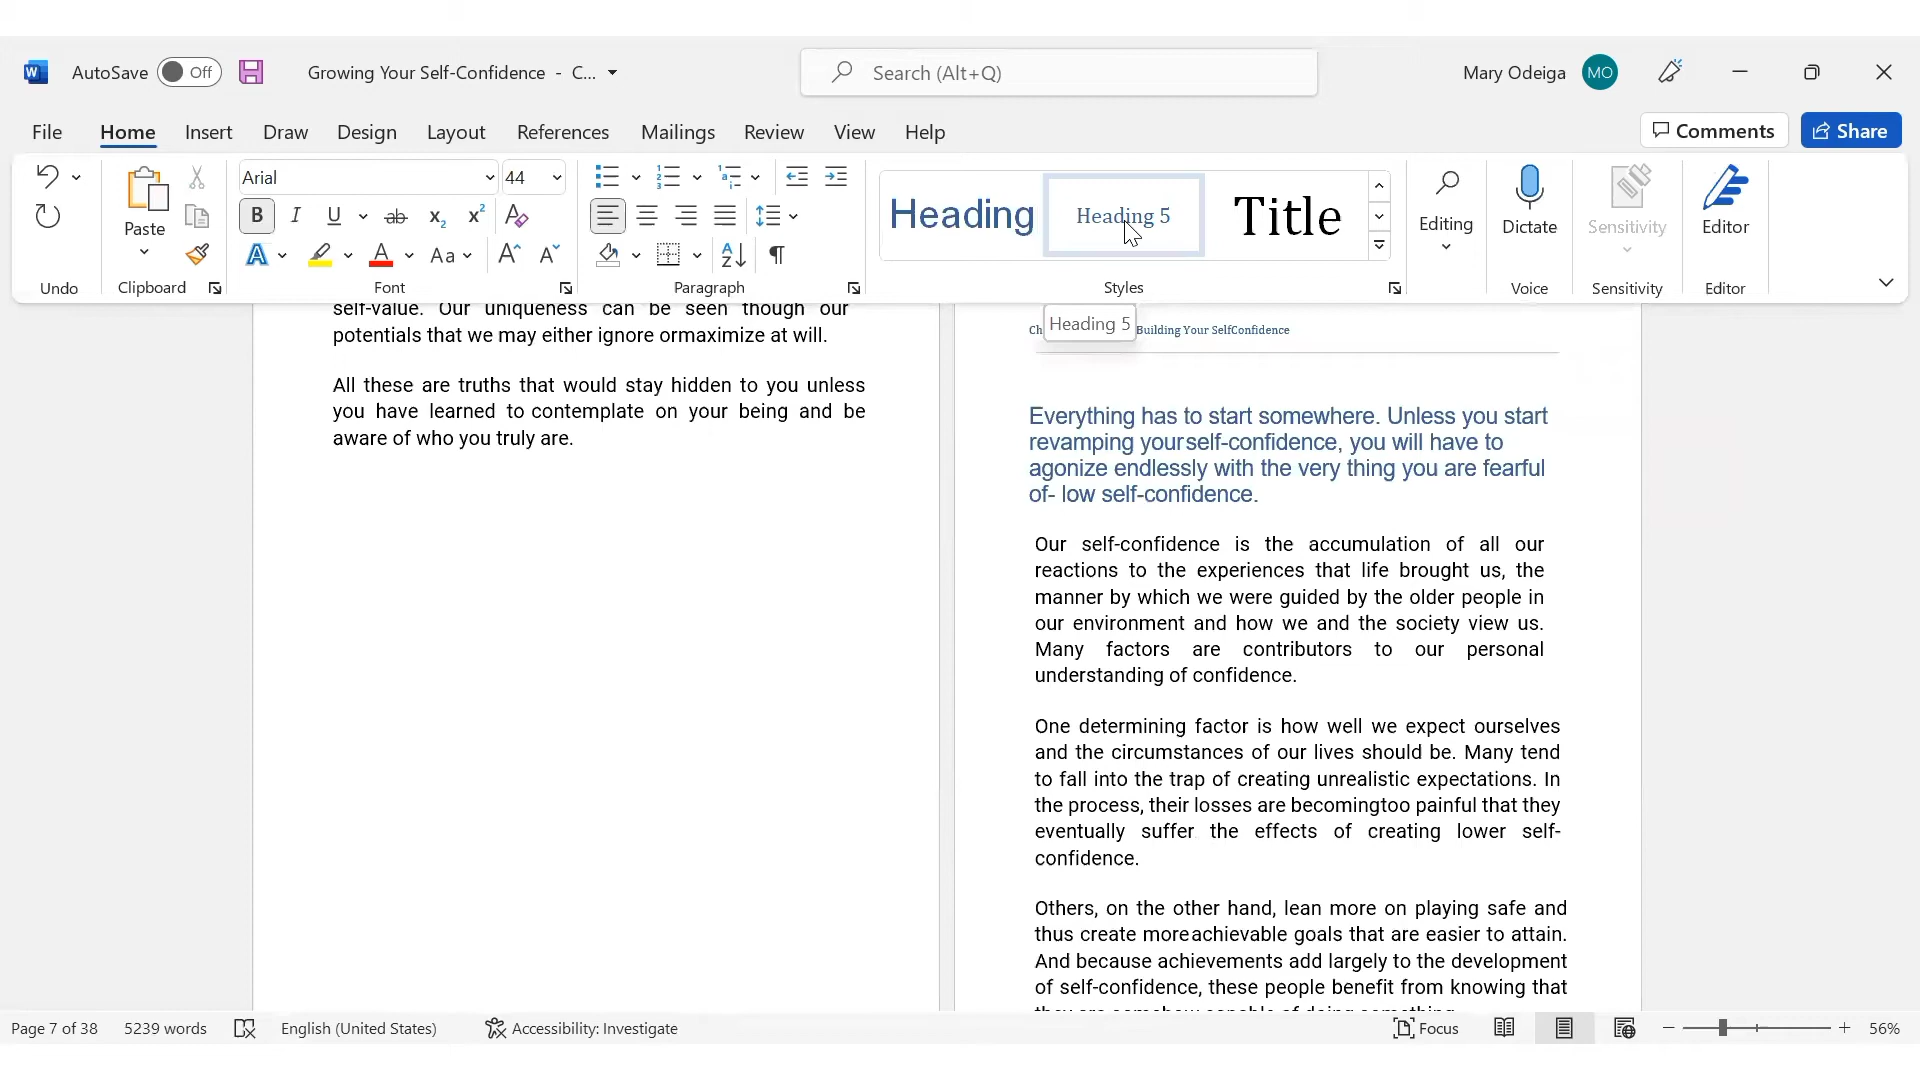 AutoSave Off Growing Your Self-Confidence - C... Search (Alt+Q) Mary Odeiga MO
File Home Insert Draw Design Layout References Mailings Review View Help Comments Share
Undo
Paste
Clipboard
Arial 44
Font
Paragraph
Heading Heading 5 Title
Styles
Editing
Dictate
Voice
Sensitivity
Sensitivity
Editor
Editor
self-value. Our uniqueness can be seen though our
potentials that we may either ignore ormaximize at will.
All these are truths that would stay hidden to you unless
you have learned to contemplate on your being and be
aware of who you truly are.
Heading 5
Ch Building Your SelfConfidence
Everything has to start somewhere. Unless you start
revamping yourself-confidence, you will have to
agonize endlessly with the very thing you are fearful
of- low self-confidence.
Our self-confidence is the accumulation of all our
reactions to the experiences that life brought us, the
manner by which we were guided by the older people in
our environment and how we and the society view us.
Many factors are contributors to our personal
understanding of confidence.
One determining factor is how well we expect ourselves
and the circumstances of our lives should be. Many tend
to fall into the trap of creating unrealistic expectations. In
the process, their losses are becomingtoo painful that they
eventually suffer the effects of creating lower self-
confidence.
Others, on the other hand, lean more on playing safe and
thus create moreachievable goals that are easier to attain.
And because achievements add largely to the development
of self-confidence, these people benefit from knowing that
they are somehow capable of doing something
Page 7 of 38 5239 words English (United States) Accessibility: Investigate Focus 56%